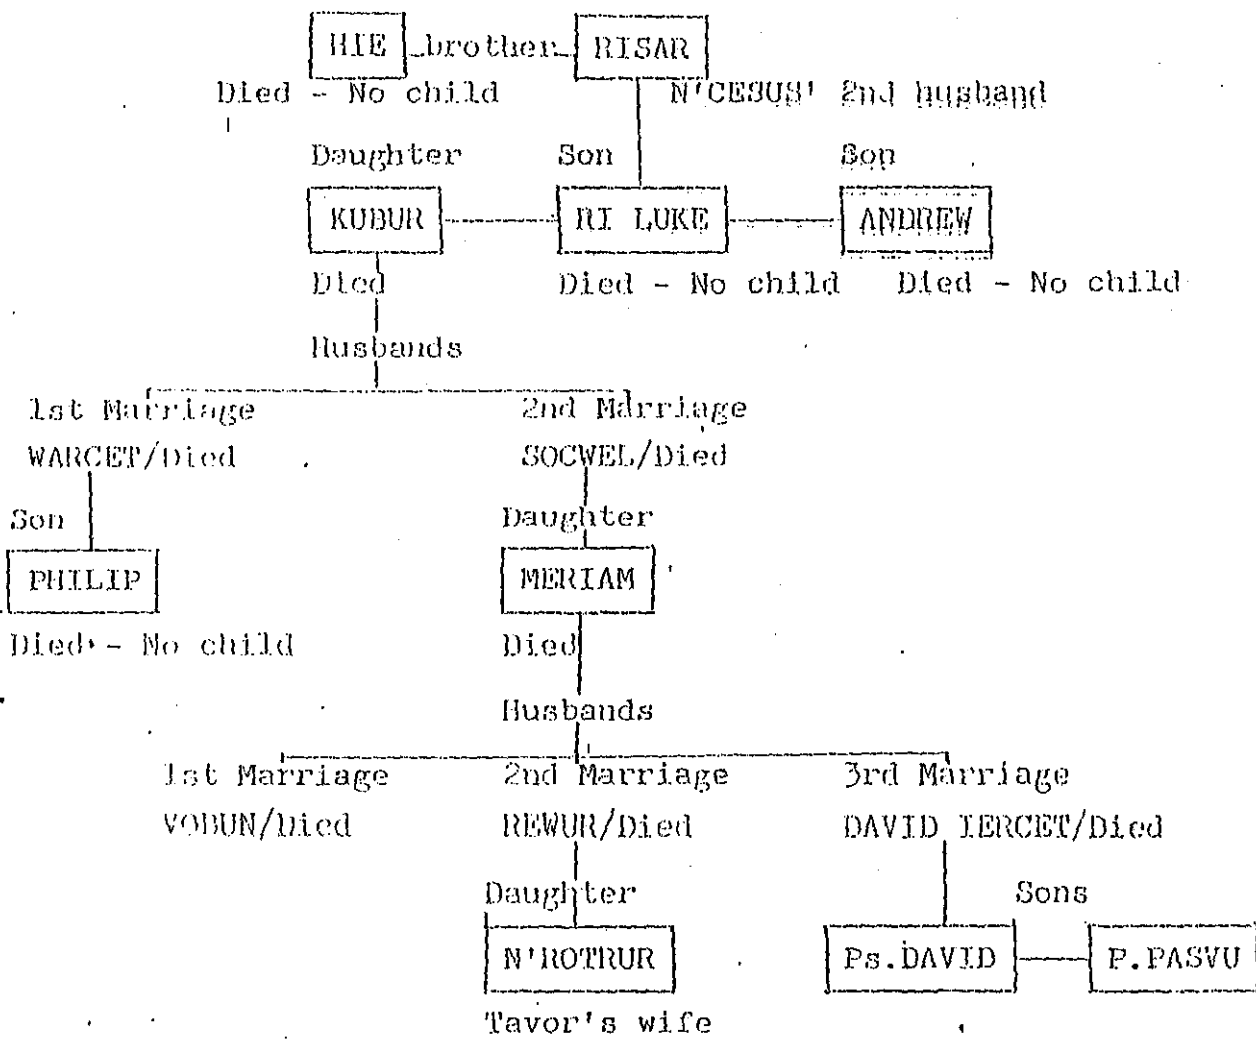 HIE brother RISAR
Died - No child N'CESUS' 2nd husband
Daughter Son Son
KUBUR RI LUKE ANDREW
Died Died - No child Died - No child
Husbands
1st Marriage 2nd Marriage
WARCET/Died SOCWEL/Died
Son Daughter
PHILIP MERIAM
Died - No child Died
Husbands
1st Marriage 2nd Marriage 3rd Marriage
VOBUN/Died REWUR/Died DAVID IERCET/Died
Daughter Sons
N'ROTRUR Ps.DAVID P.PASVU
Tavor's wife